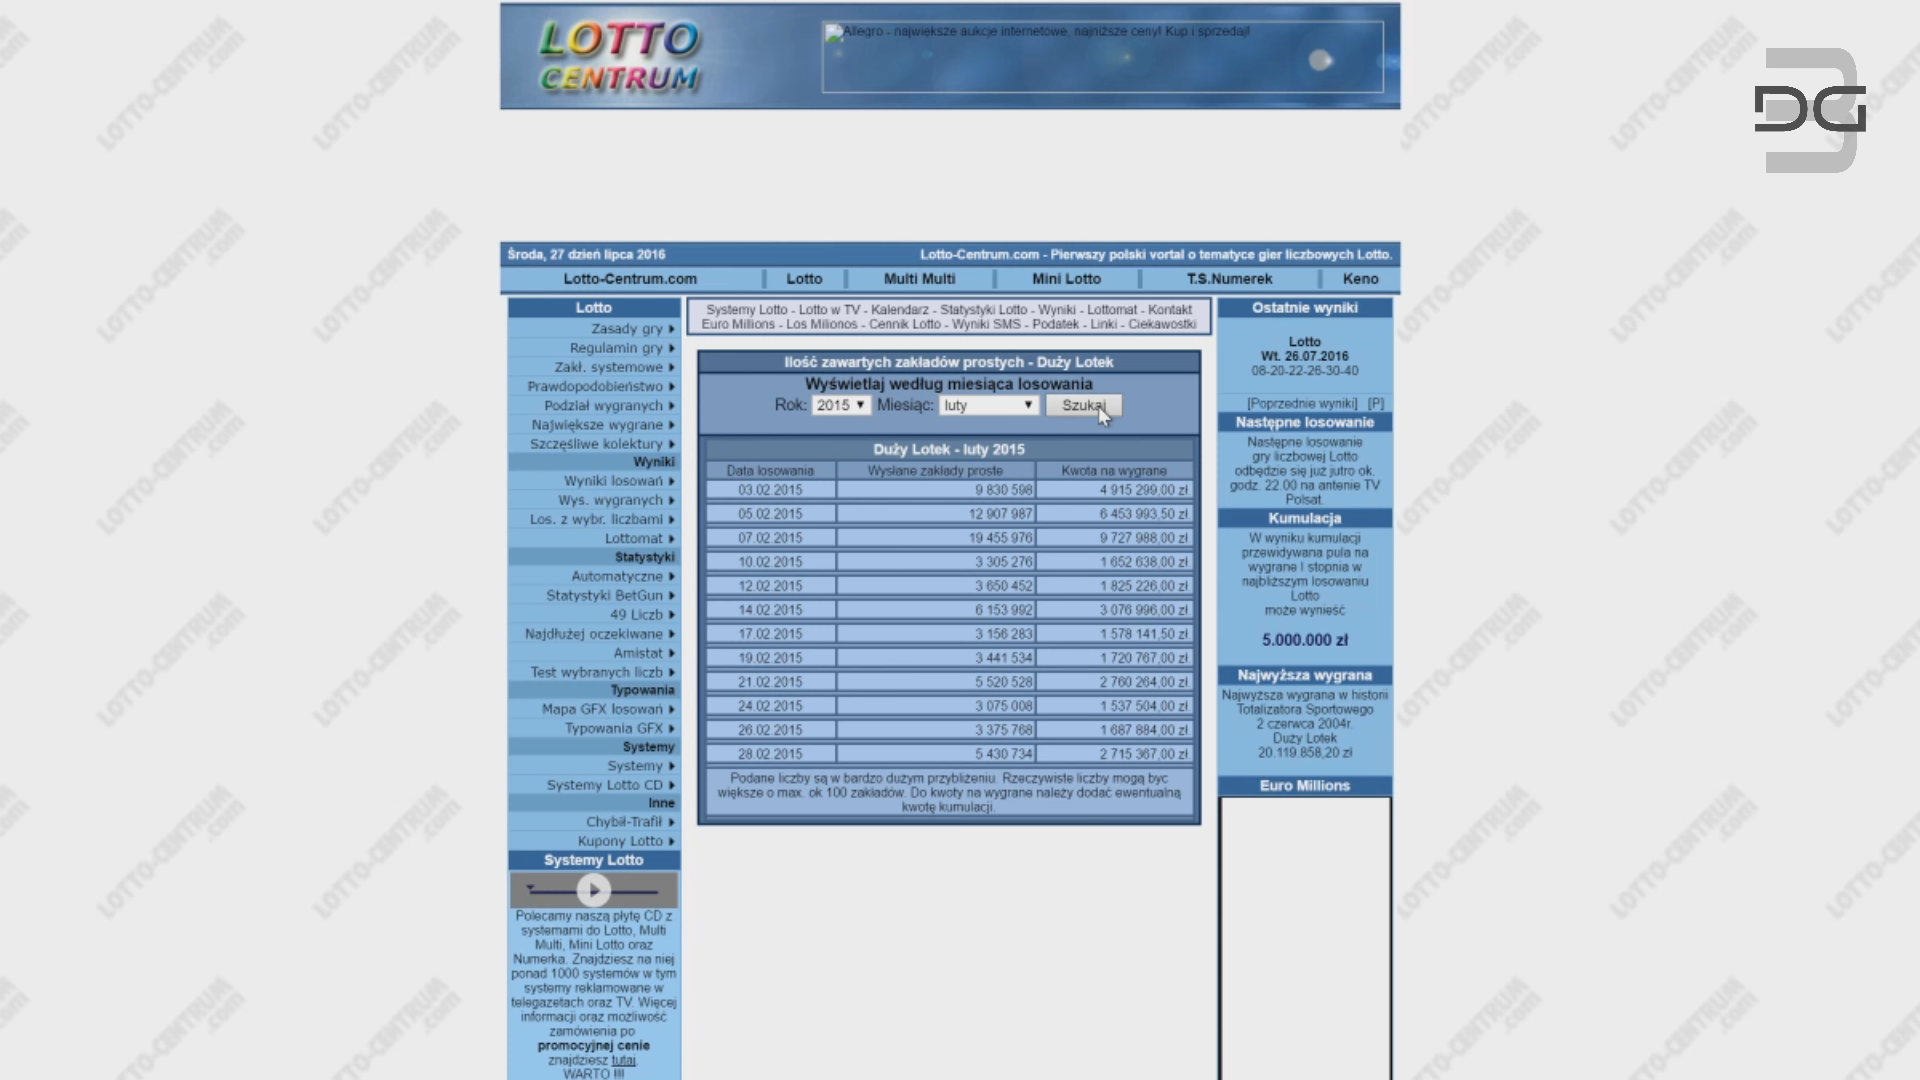 LOTTO
CENTRUM
Allegro - największe aukcje internetowe, najniższe ceny! Kup i sprzedaj!
DG
Środa, 27 dzień lipca 2016
Lotto-Centrum.com - Pierwszy polski vortal o tematyce gier liczbowych Lotto.
Lotto-Centrum.com
Lotto
Multi Multi
Mini Lotto
T.S.Numerek
Keno
Lotto
Zasady gry
Regulamin gry
Zakł. systemowe
Prawdopodobieństwo
Podział wygranych
Największe wygrane
Szczęśliwe kolektury
Wyniki
Wyniki losowań
Wys. wygranych
Los. z wybr. liczbami
Lottomat
Statystyki
Automatyczne
Statystyki BetGun
49 Liczb
Najdłużej oczekiwane
Amistat
Test wybranych liczb
Typowania
Mapa GFX losowań
Typowania GFX
Systemy
Systemy
Systemy Lotto CD
Inne
Chybił-Trafił
Kupony Lotto
Systemy Lotto
Polecamy naszą płytę CD z
systemami do Lotto, Multi
Multi, Mini Lotto oraz
Numerka. Znajdziesz na niej
ponad 1000 systemów w tym
systemy reklamowane w
telegazetach oraz TV. Więcej
informacji oraz możliwość
zamówienia po
promocyjnej cenie
znajdziesz tutaj.
WARTO !!!!
Systemy Lotto - Lotto w TV - Kalendarz - Statystyki Lotto - Wyniki - Lottomat - Kontakt
Euro Millions - Los Milionos - Cennik Lotto - Wyniki SMS - Podatek - Linki - Ciekawostki
Ilość zawartych zakładów prostych - Duży Lotek
Wyświetlaj według miesiąca losowania
Rok: 2015 Miesiąc: luty Szukaj
Duży Lotek - luty 2015
Data losowania Wysłane zakłady proste Kwota na wygrane
03.02.2015 9 830 598 4 915 299,00 zł
05.02.2015 12 907 987 6 453 993,50 zł
07.02.2015 19 455 976 9 727 988,00 zł
10.02.2015 3 305 276 1 652 638,00 zł
12.02.2015 3 650 452 1 825 226,00 zł
14.02.2015 6 153 992 3 076 996,00 zł
17.02.2015 3 156 283 1 578 141,50 zł
19.02.2015 3 441 534 1 720 767,00 zł
21.02.2015 5 520 528 2 760 264,00 zł
24.02.2015 3 075 008 1 537 504,00 zł
26.02.2015 3 375 768 1 687 884,00 zł
28.02.2015 5 430 734 2 715 367,00 zł
Podane liczby są w bardzo dużym przybliżeniu. Rzeczywiste liczby mogą byc
większe o max. ok 100 zakładów. Do kwoty na wygrane należy dodać ewentualną
kwotę kumulacji.
Ostatnie wyniki
Lotto
Wt. 26.07.2016
08-20-22-26-30-40
[Poprzednie wyniki] [P]
Następne losowanie
Następne losowanie
gry liczbowej Lotto
odbędzie się już jutro ok.
godz. 22.00 na antenie TV
Polsat.
Kumulacja
W wyniku kumulacji
przewidywana pula na
wygrane I stopnia w
najbliższym losowaniu
Lotto
może wynieść
5.000.000 zł
Najwyższa wygrana
Najwyższa wygrana w historii
Totalizatora Sportowego
2 czerwca 2004r.
Duży Lotek
20.119.858,20 zł
Euro Millions